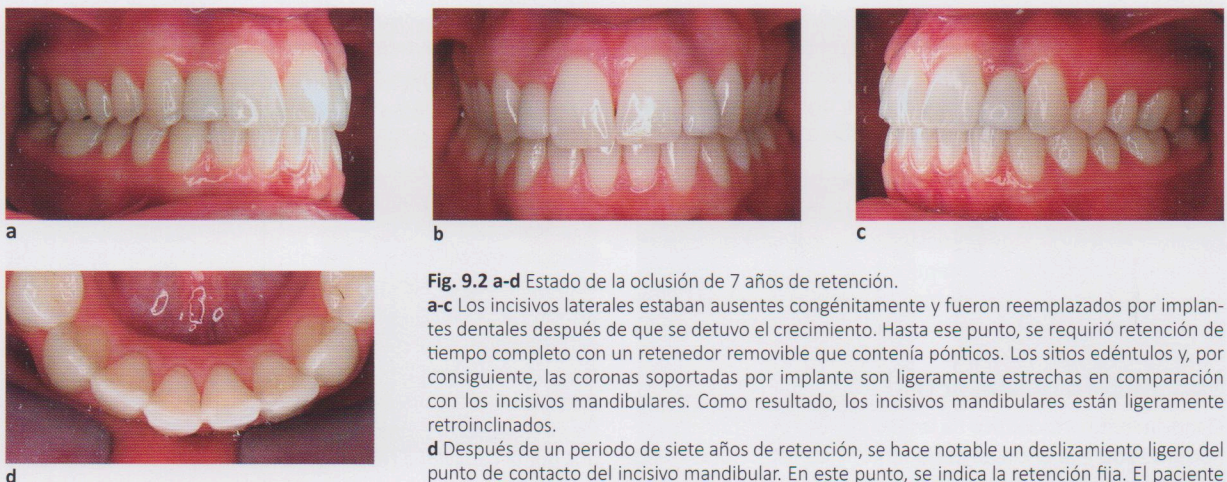 a
b
c
d
Fig. 9.2 a-d Estado de la oclusión de 7 años de retención.
a-c Los incisivos laterales estaban ausentes congénitamente y fueron reemplazados por implan-
tes dentales después de que se detuvo el crecimiento. Hasta ese punto, se requirió retención de
tiempo completo con un retenedor removible que contenía pónticos. Los sitios edéntulos y, por
consiguiente, las coronas soportadas por implante son ligeramente estrechas en comparación
con los incisivos mandibulares. Como resultado, los incisivos mandibulares están ligeramente
retroinclinados.
d Después de un periodo de siete años de retención, se hace notable un deslizamiento ligero del
punto de contacto del incisivo mandibular. En este punto, se indica la retención fija. El paciente